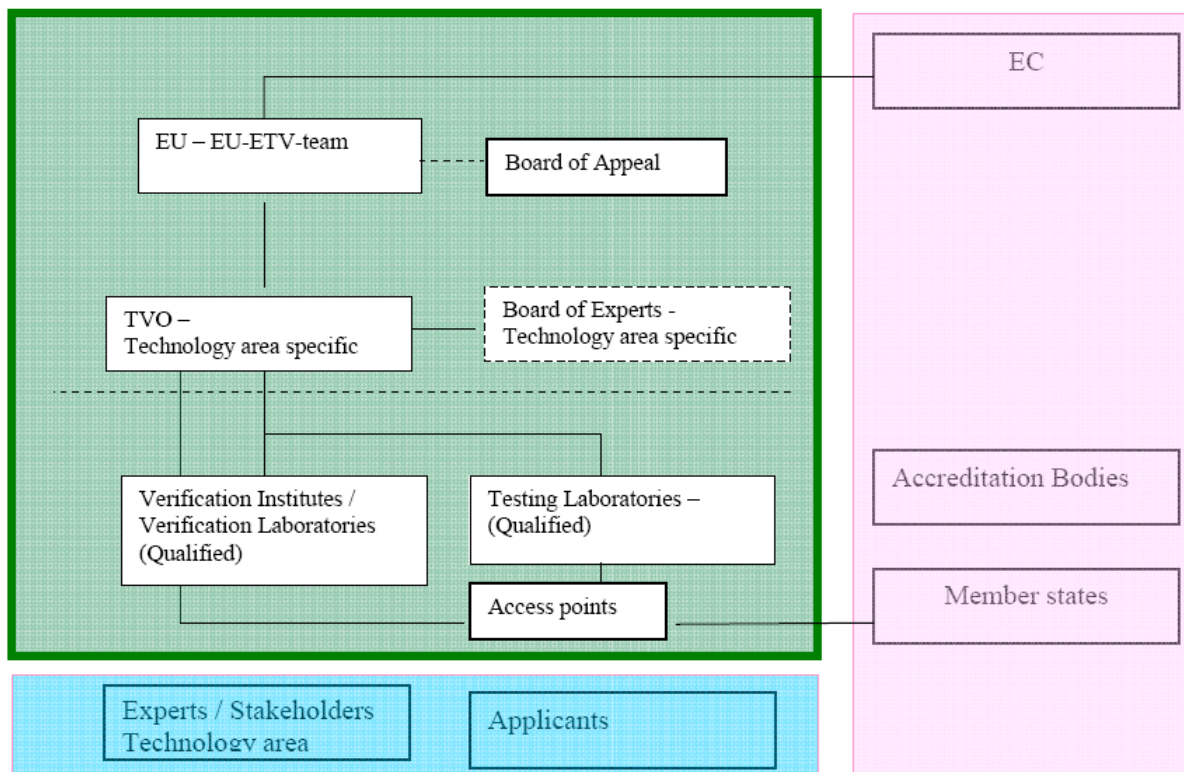 EC
EU – EU-ETV-team
Board of Appeal
TVO –
Technology area specific
Board of Experts -
Technology area specific
Verification Institutes /
Verification Laboratories
(Qualified)
Testing Laboratories –
(Qualified)
Accreditation Bodies
Access points
Member states
Experts / Stakeholders
Technology area
Applicants